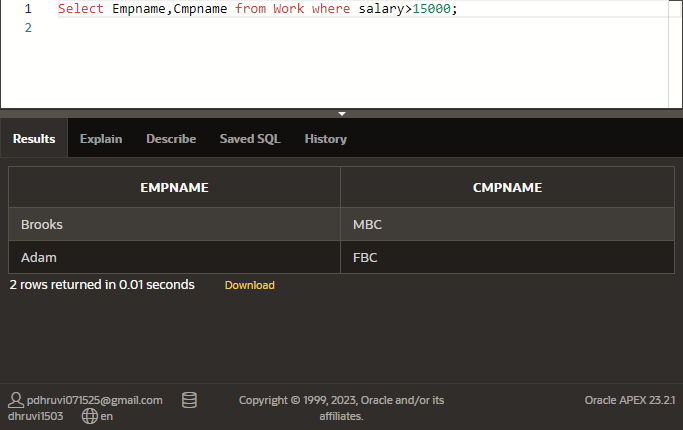 1 Select Empname,Cmpname from Work where salary>15000;
2
Results Explain Describe Saved SQL History
EMPNAME CMPNAME
Brooks MBC
Adam FBC
2 rows returned in 0.01 seconds Download
pdhruvi071525@gmail.com
dhruvi1503 en
Copyright © 1999, 2023, Oracle and/or its
affiliates.
Oracle APEX 23.2.1